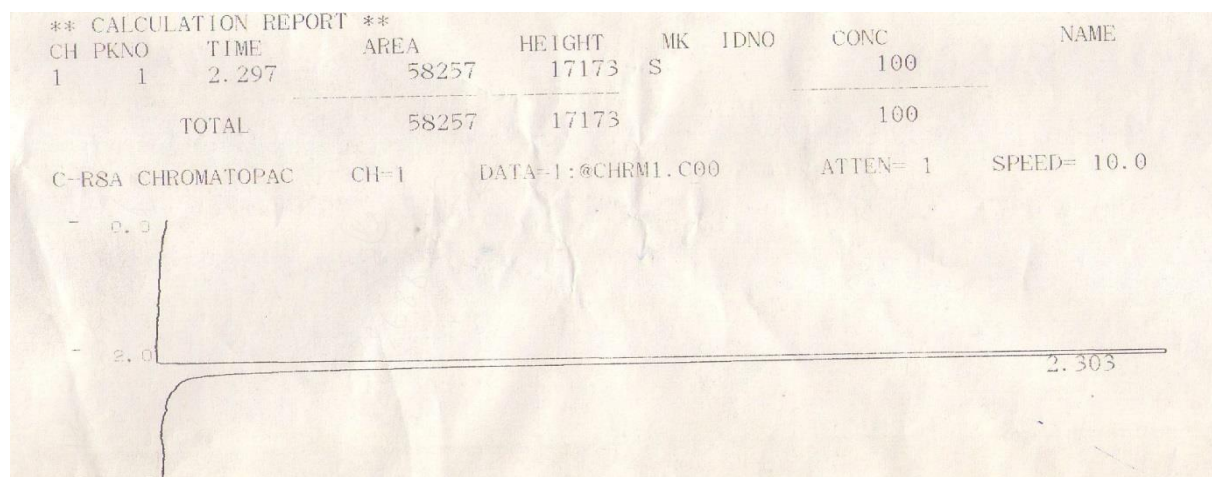 ** CALCULATION REPORT **
CH PKNO TIME AREA HEIGHT MK IDNO CONC NAME
1 1 2.297 58257 17173 S 100
TOTAL 58257 17173 100
C-R8A CHROMATOPAC CH=1 DATA=1:@CHRM1.C00 ATTEN= 1 SPEED= 10.0
0.0
2.0
2.303